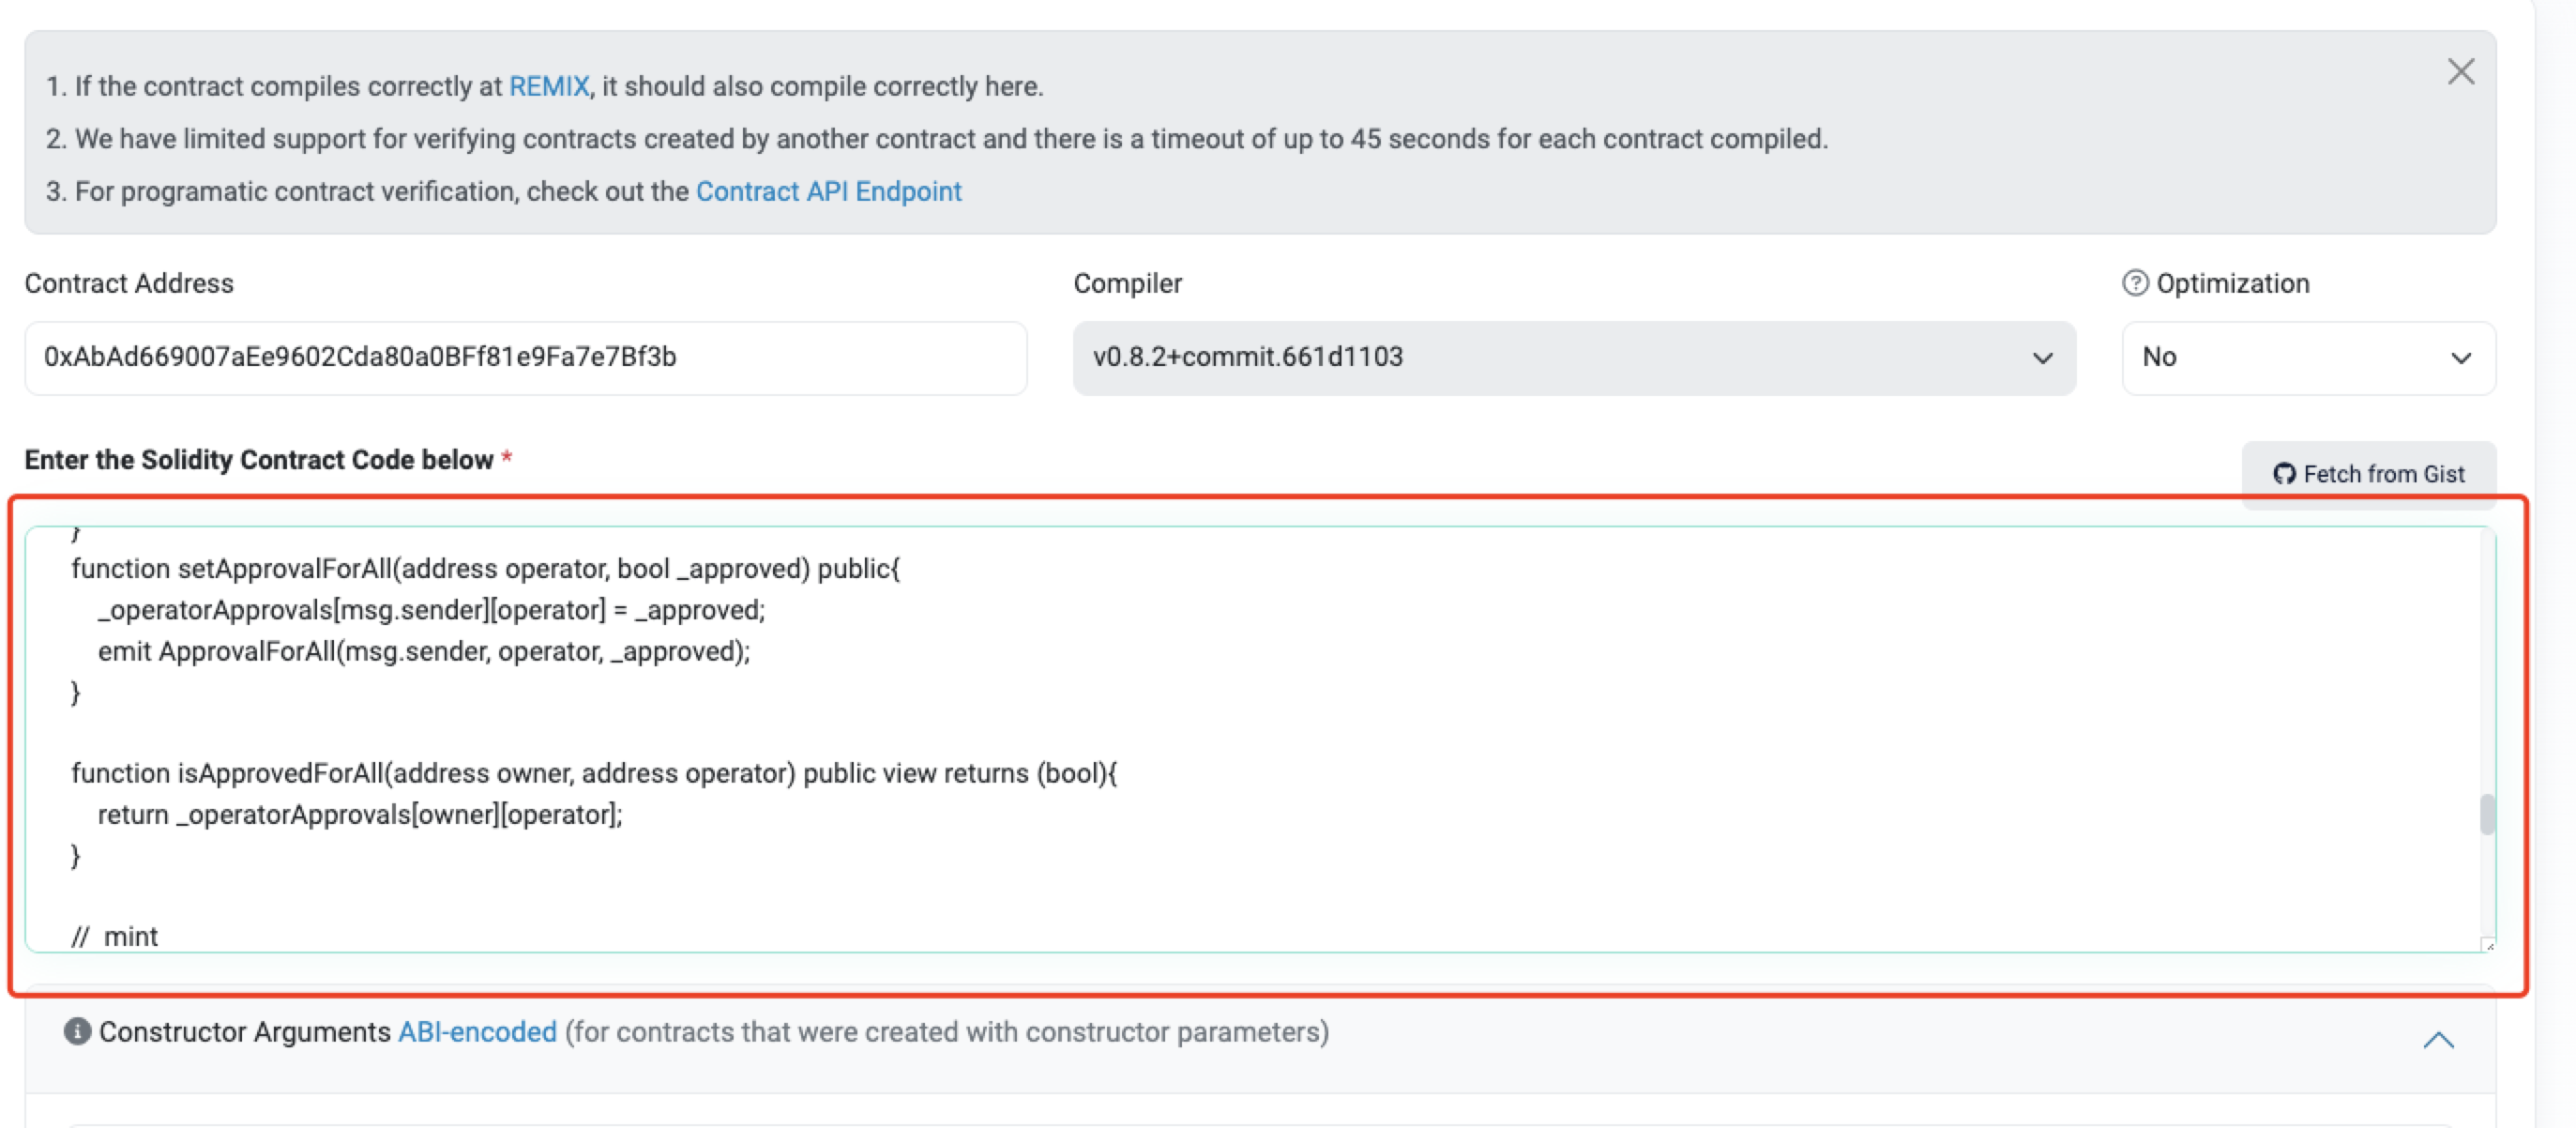 1. If the contract compiles correctly at REMIX, it should also compile correctly here.
2. We have limited support for verifying contracts created by another contract and there is a timeout of up to 45 seconds for each contract compiled.
3. For programatic contract verification, check out the Contract API Endpoint
Contract Address
Compiler
Optimization
0xAbAd669007aEe9602Cda80a0BFf81e9Fa7e7Bf3b
v0.8.2+commit.661d1103
No
Enter the Solidity Contract Code below *
Fetch from Gist
}
function setApprovalForAll(address operator, bool _approved) public{
_operatorApprovals[msg.sender][operator] = _approved;
emit ApprovalForAll(msg.sender, operator, _approved);
}
function isApprovedForAll(address owner, address operator) public view returns (bool){
return _operatorApprovals[owner][operator];
}
// mint
Constructor Arguments ABI-encoded (for contracts that were created with constructor parameters)